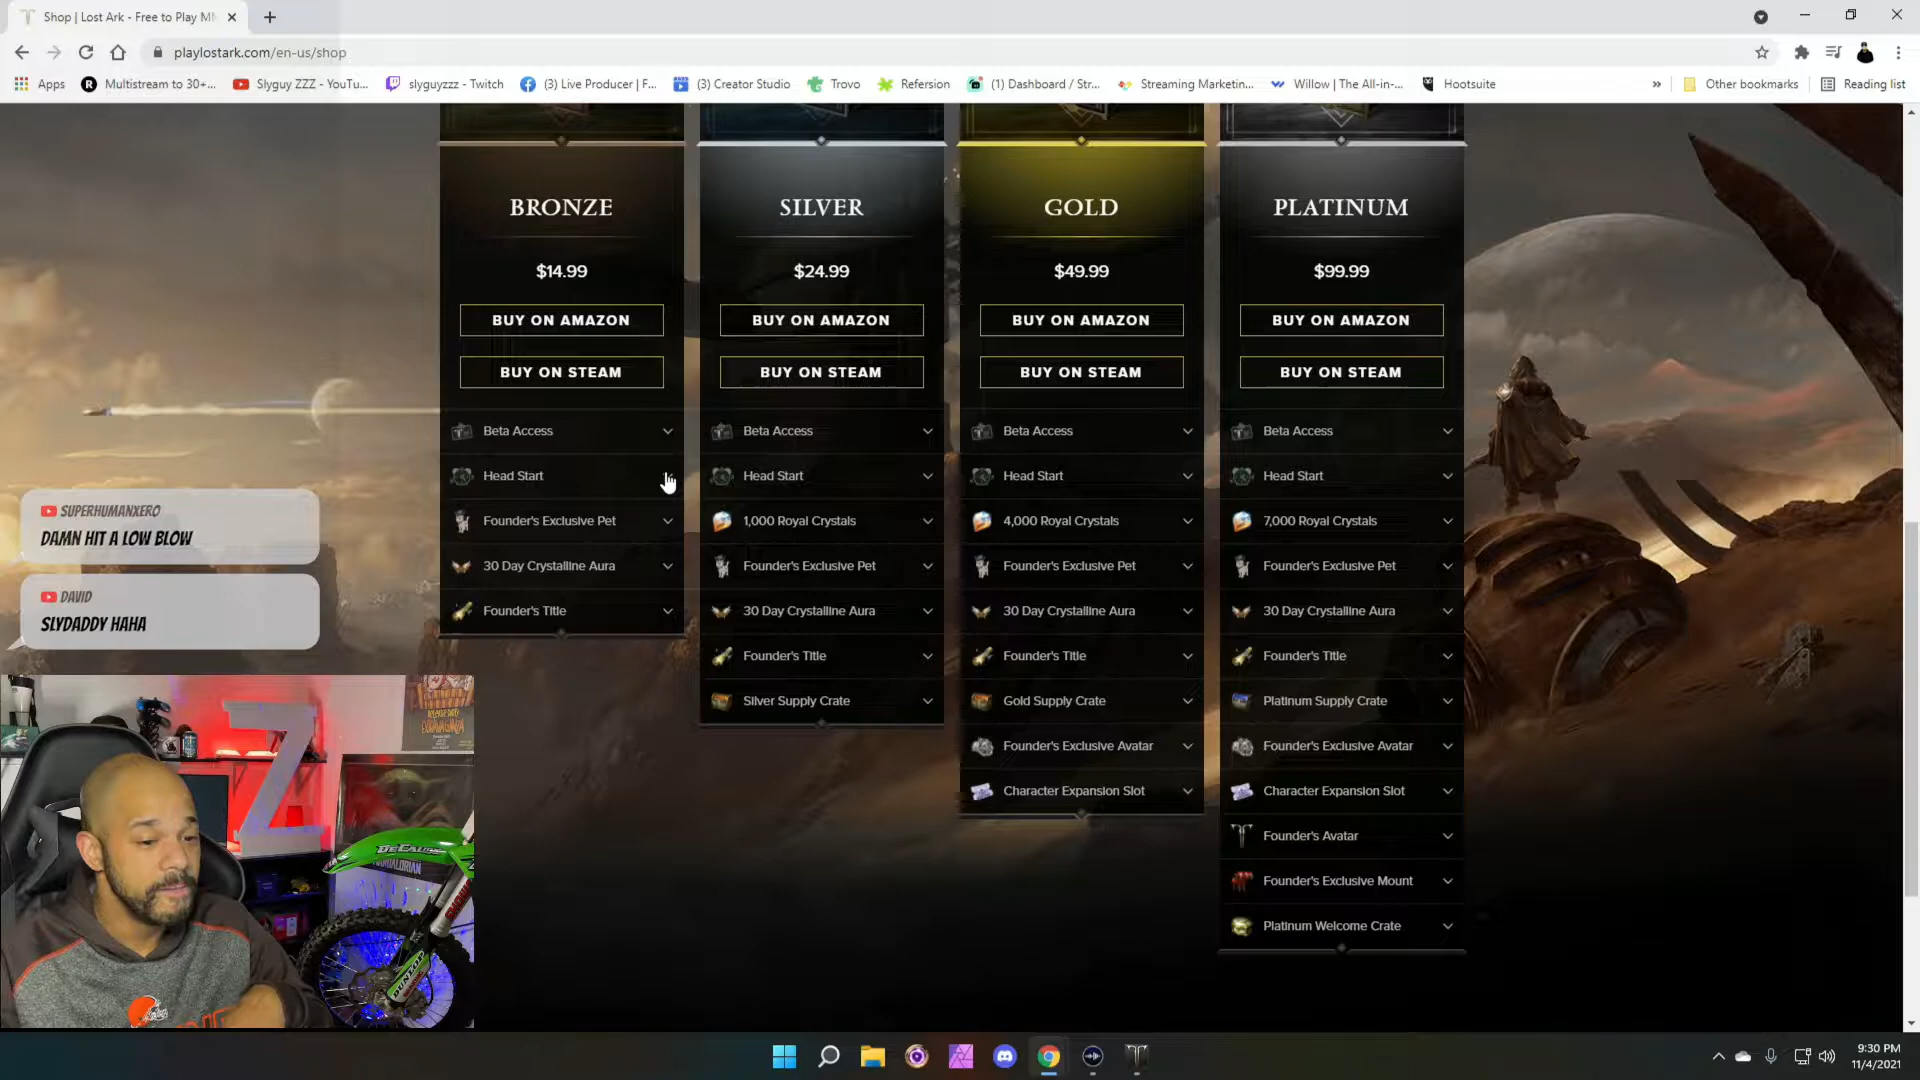 Shop | Lost Ark - Free to Play MM
playlostark.com/en-us/shop
Apps
Multistream to 30+...
Slyguy ZZZ - YouTu...
slyguyzzz - Twitch
(3) Live Producer | F...
(3) Creator Studio
Trovo
Refersion
(1) Dashboard / Str...
Streaming Marketin...
Willow | The All-in-...
Hootsuite
»
Other bookmarks
Reading list
BRONZE
$14.99
BUY ON AMAZON
BUY ON STEAM
Beta Access
Head Start
Founder's Exclusive Pet
30 Day Crystalline Aura
Founder's Title
SILVER
$24.99
BUY ON AMAZON
BUY ON STEAM
Beta Access
Head Start
1,000 Royal Crystals
Founder's Exclusive Pet
30 Day Crystalline Aura
Founder's Title
Silver Supply Crate
GOLD
$49.99
BUY ON AMAZON
BUY ON STEAM
Beta Access
Head Start
4,000 Royal Crystals
Founder's Exclusive Pet
30 Day Crystalline Aura
Founder's Title
Gold Supply Crate
Founder's Exclusive Avatar
Character Expansion Slot
PLATINUM
$99.99
BUY ON AMAZON
BUY ON STEAM
Beta Access
Head Start
7,000 Royal Crystals
Founder's Exclusive Pet
30 Day Crystalline Aura
Founder's Title
Platinum Supply Crate
Founder's Exclusive Avatar
Character Expansion Slot
Founder's Avatar
Founder's Exclusive Mount
Platinum Welcome Crate
SUPERHUMANXERO
DAMN HIT A LOW BLOW
DAVID
SLYDADDY HAHA
Z
DeCal
MANDALORIAN
SHOW
DUNLOP
9:30 PM
11/4/2021